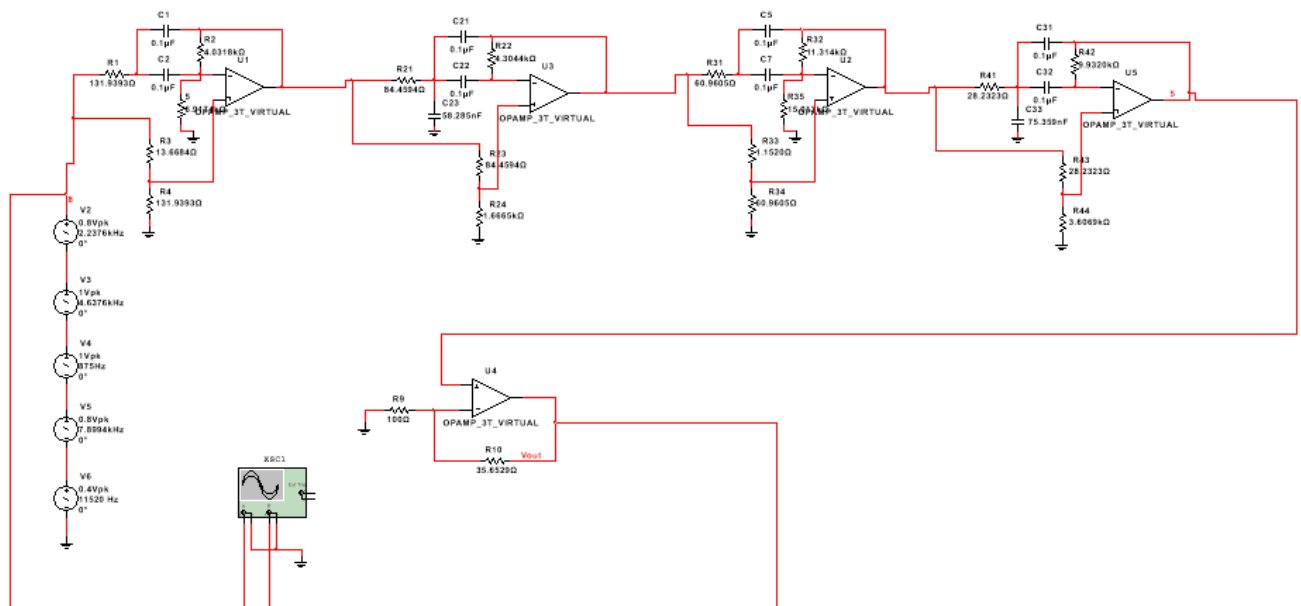 C1
0.1µF
R2
4.0318kΩ
R1
131.9393Ω
C2
0.1µF
U1
OPAMP_3T_VIRTUAL
R3
13.6684Ω
R4
131.9393Ω
8
V2
0.8Vpk
2.2376kHz
0°
V3
1Vpk
4.6376kHz
0°
V4
1Vpk
875Hz
0°
V5
0.8Vpk
7.8994kHz
0°
V6
0.4Vpk
11520 Hz
0°
C21
0.1µF
R22
4.3044kΩ
R21
84.4594Ω
C22
0.1µF
U3
C23
58.285nF
OPAMP_3T_VIRTUAL
R23
84.4594Ω
R24
1.6665kΩ
C5
0.1µF
R32
11.314kΩ
R31
60.9605Ω
C7
0.1µF
U2
R35
OPAMP_3T_VIRTUAL
R33
1.1520Ω
R34
60.9605Ω
C31
0.1µF
R42
9.9320kΩ
R41
28.2323Ω
C32
0.1µF
U5
5
C33
75.359nF
OPAMP_3T_VIRTUAL
R43
28.2323Ω
R44
3.6069kΩ
U4
R9
100Ω
OPAMP_3T_VIRTUAL
R10
35.6529Ω
Vout
XSC1